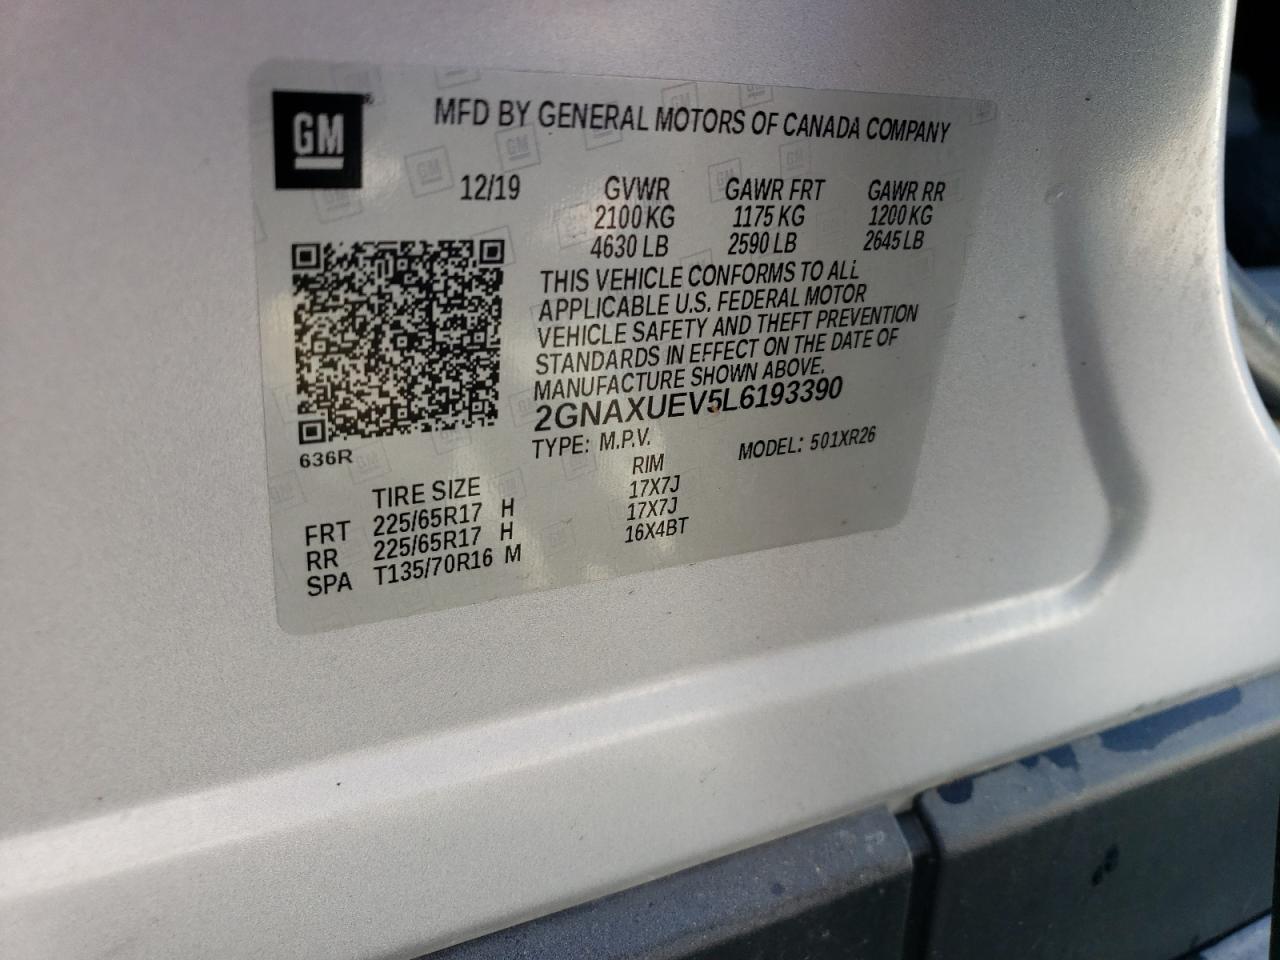 GM
MFD BY GENERAL MOTORS OF CANADA COMPANY
12/19 GVWR GAWR FRT GAWR RR
2100 KG 1175 KG 1200 KG
4630 LB 2590 LB 2645 LB
THIS VEHICLE CONFORMS TO ALL
APPLICABLE U.S. FEDERAL MOTOR
VEHICLE SAFETY AND THEFT PREVENTION
STANDARDS IN EFFECT ON THE DATE OF
MANUFACTURE SHOWN ABOVE.
2GNAXUEV5L6193390
TYPE: M.P.V. MODEL: 501XR26
636R
TIRE SIZE RIM
FRT 225/65R17 H 17X7J
RR 225/65R17 H 17X7J
SPA T135/70R16 M 16X4BT